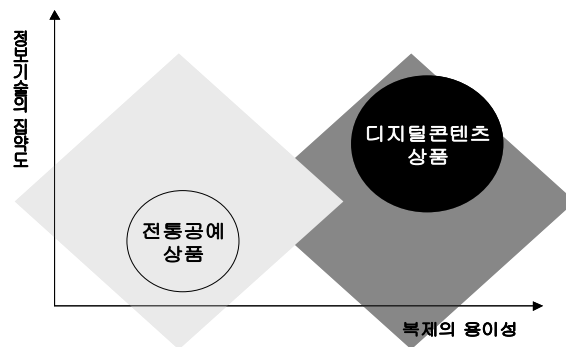 정보기술의 집약도
디지털콘텐츠
상품
전통공예
상품
복제의 용이성